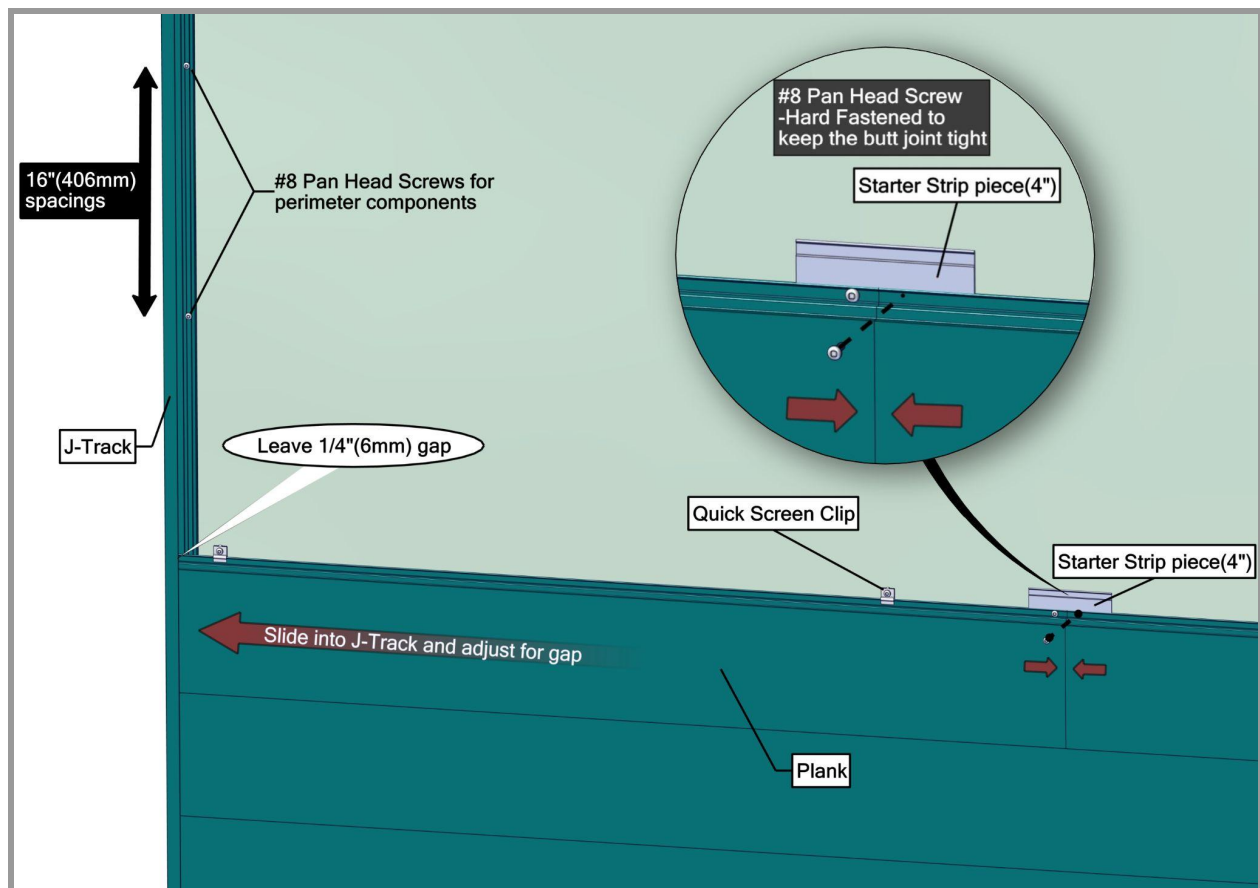 #8 Pan Head Screw
-Hard Fastened to
keep the butt joint tight
Starter Strip piece(4")
16"(406mm)
spacings
#8 Pan Head Screws for
perimeter components
J-Track
Leave 1/4"(6mm) gap
Quick Screen Clip
Starter Strip piece(4")
Slide into J-Track and adjust for gap
Plank